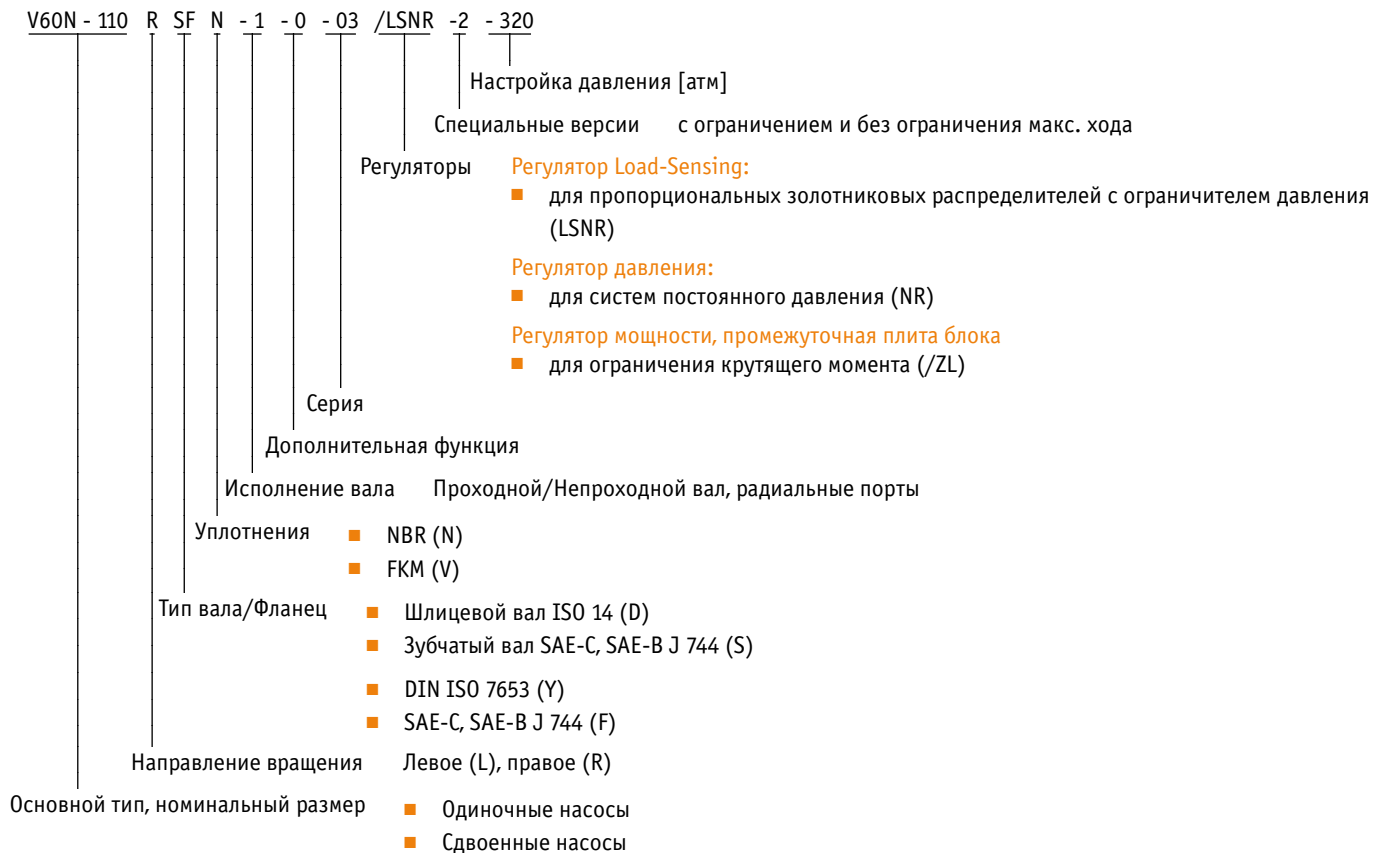 V60N - 110 R SF N - 1 - 0 - 03 /LSNR -2 - 320
Настройка давления [атм]
Специальные версии с ограничением и без ограничения макс. хода
Регуляторы Регулятор Load-Sensing:
■ для пропорциональных золотниковых распределителей с ограничителем давления
(LSNR)
Регулятор давления:
■ для систем постоянного давления (NR)
Регулятор мощности, промежуточная плита блока
■ для ограничения крутящего момента (/ZL)
Серия
Дополнительная функция
Исполнение вала Проходной/Непроходной вал, радиальные порты
Уплотнения ■ NBR (N)
■ FKM (V)
Тип вала/Фланец ■ Шлицевой вал ISO 14 (D)
■ Зубчатый вал SAE-C, SAE-B J 744 (S)
■ DIN ISO 7653 (Y)
■ SAE-C, SAE-B J 744 (F)
Направление вращения Левое (L), правое (R)
Основной тип, номинальный размер ■ Одиночные насосы
■ Сдвоенные насосы